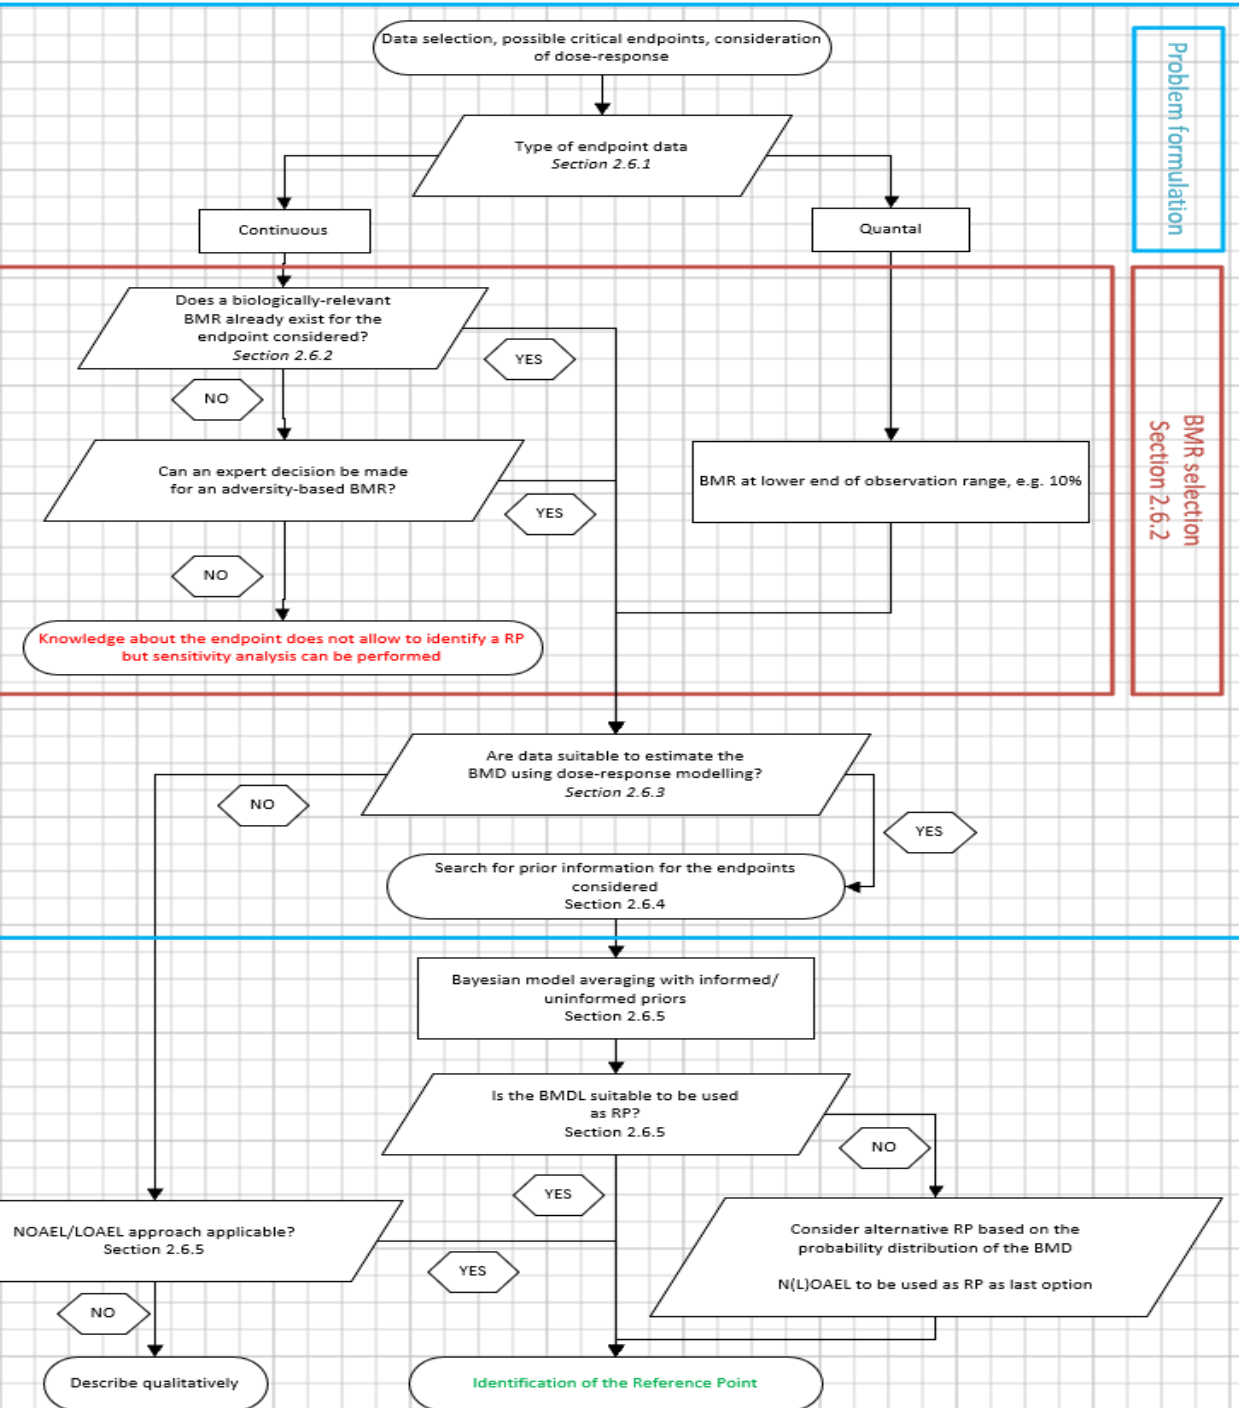 Data selection, possible critical endpoints, consideration
of dose-response
Problem formulation
Type of endpoint data
Section 2.6.1
Continuous
Quantal
Does a biologically-relevant
BMR already exist for the
endpoint considered?
Section 2.6.2
YES
NO
BMR selection
Section 2.6.2
Can an expert decision be made
for an adversity-based BMR?
BMR at lower end of observation range, e.g. 10%
YES
NO
Knowledge about the endpoint does not allow to identify a RP
but sensitivity analysis can be performed
Are data suitable to estimate the
BMD using dose-response modelling?
Section 2.6.3
NO
YES
Search for prior information for the endpoints
considered
Section 2.6.4
Bayesian model averaging with informed/
uninformed priors
Section 2.6.5
Is the BMDL suitable to be used
as RP?
Section 2.6.5
NO
YES
NOAEL/LOAEL approach applicable?
Section 2.6.5
Consider alternative RP based on the
probability distribution of the BMD
N(L)OAEL to be used as RP as last option
YES
NO
Describe qualitatively
Identification of the Reference Point